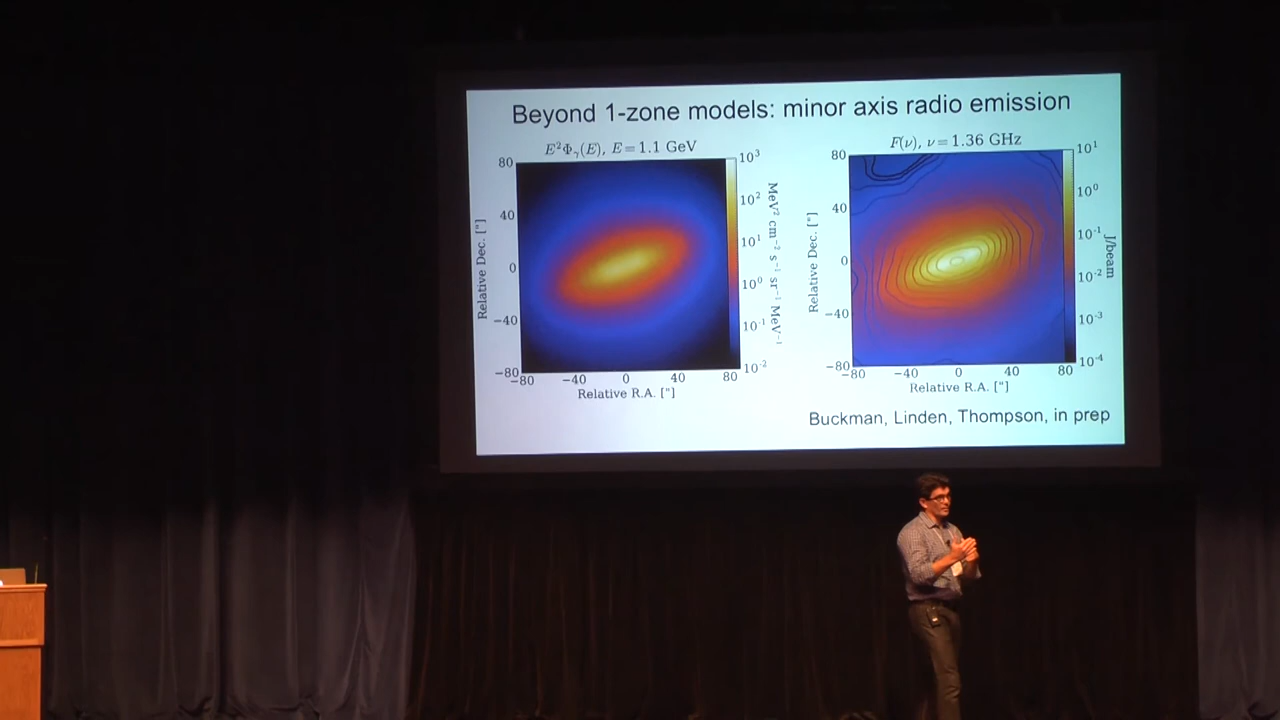 Beyond 1-zone models: minor axis radio emission
E²Φγ(E), E = 1.1 GeV
80
40
0
−40
−80
−80 −40 0 40 80
Relative Dec. ["]
Relative R.A. ["]
10³
10²
10¹
10⁰
10⁻¹
10⁻²
MeV² cm⁻² s⁻¹ sr⁻¹ MeV⁻¹
F(ν), ν = 1.36 GHz
80
40
0
−40
−80
−80 −40 0 40 80
Relative Dec. ["]
Relative R.A. ["]
10¹
10⁰
10⁻¹
10⁻²
10⁻³
10⁻⁴
J/beam
Buckman, Linden, Thompson, in prep